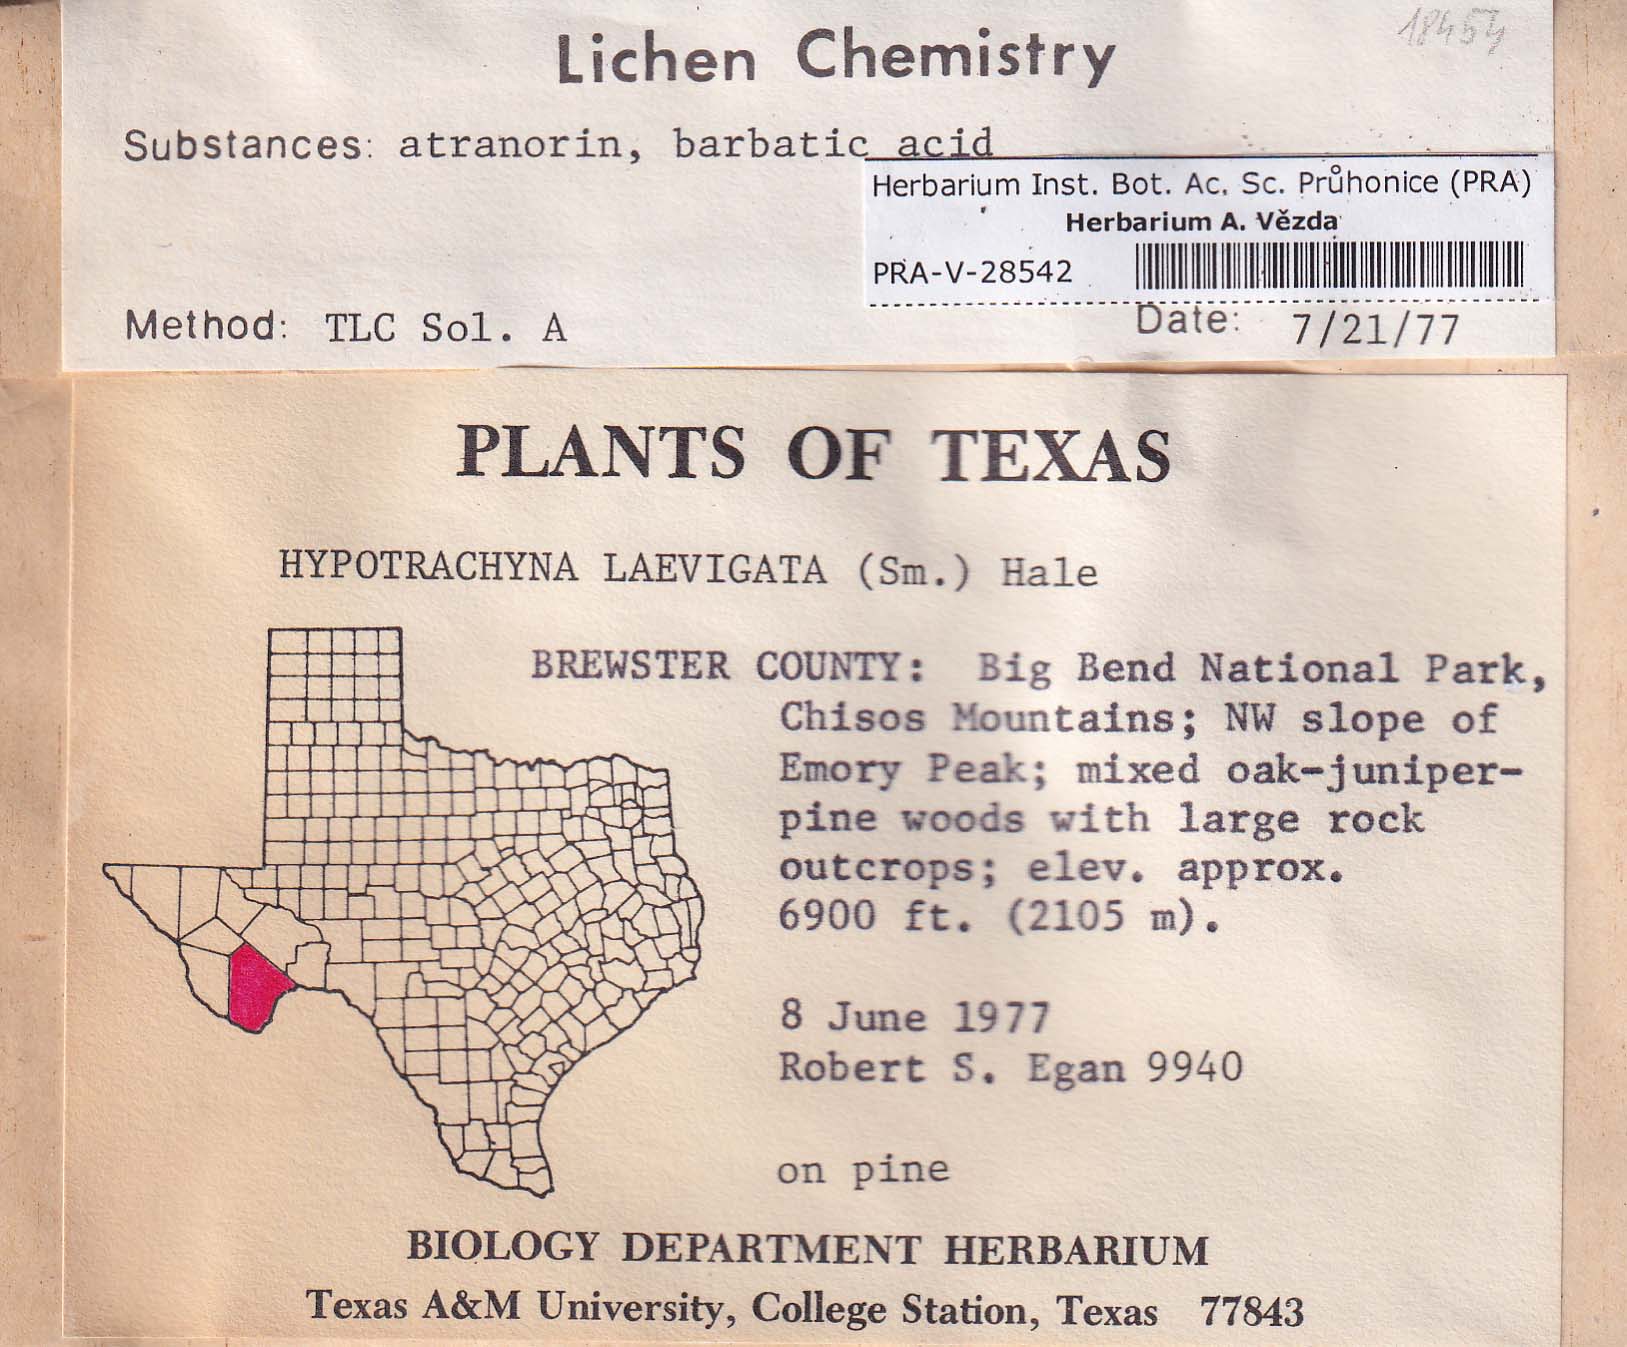 18454
Lichen Chemistry
Substances: atranorin, barbatic acid
Herbarium Inst. Bot. Ac. Sc. Průhonice (PRA)
Herbarium A. Vězda
PRA-V-28542
Method: TLC Sol. A
Date: 7/21/77
PLANTS OF TEXAS
HYPOTRACHYNA LAEVIGATA (Sm.) Hale
BREWSTER COUNTY: Big Bend National Park,
Chisos Mountains; NW slope of
Emory Peak; mixed oak-juniper-
pine woods with large rock
outcrops; elev. approx.
6900 ft. (2105 m).
8 June 1977
Robert S. Egan 9940
on pine
BIOLOGY DEPARTMENT HERBARIUM
Texas A&M University, College Station, Texas 77843